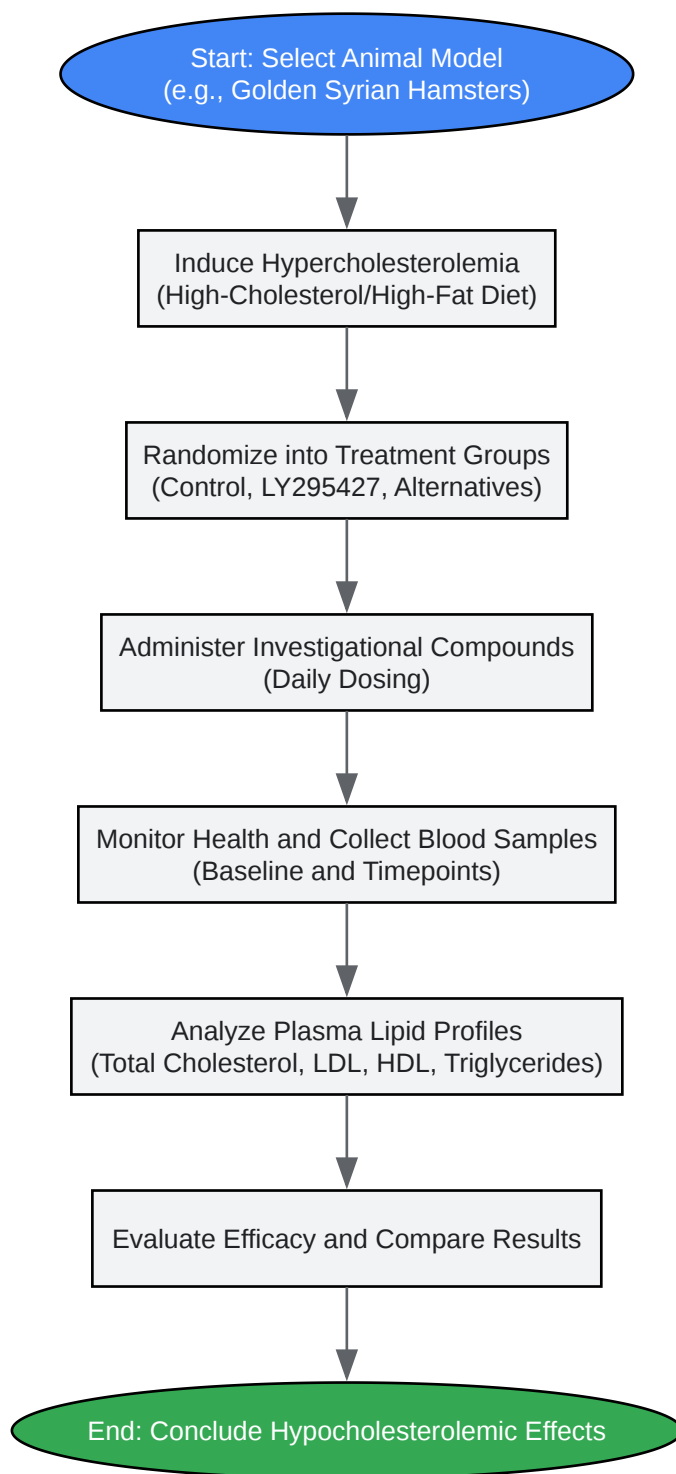 Start: Select Animal Model
(e.g., Golden Syrian Hamsters)
Induce Hypercholesterolemia
(High-Cholesterol/High-Fat Diet)
Randomize into Treatment Groups
(Control, LY295427, Alternatives)
Administer Investigational Compounds
(Daily Dosing)
Monitor Health and Collect Blood Samples
(Baseline and Timepoints)
Analyze Plasma Lipid Profiles
(Total Cholesterol, LDL, HDL, Triglycerides)
Evaluate Efficacy and Compare Results
End: Conclude Hypocholesterolemic Effects